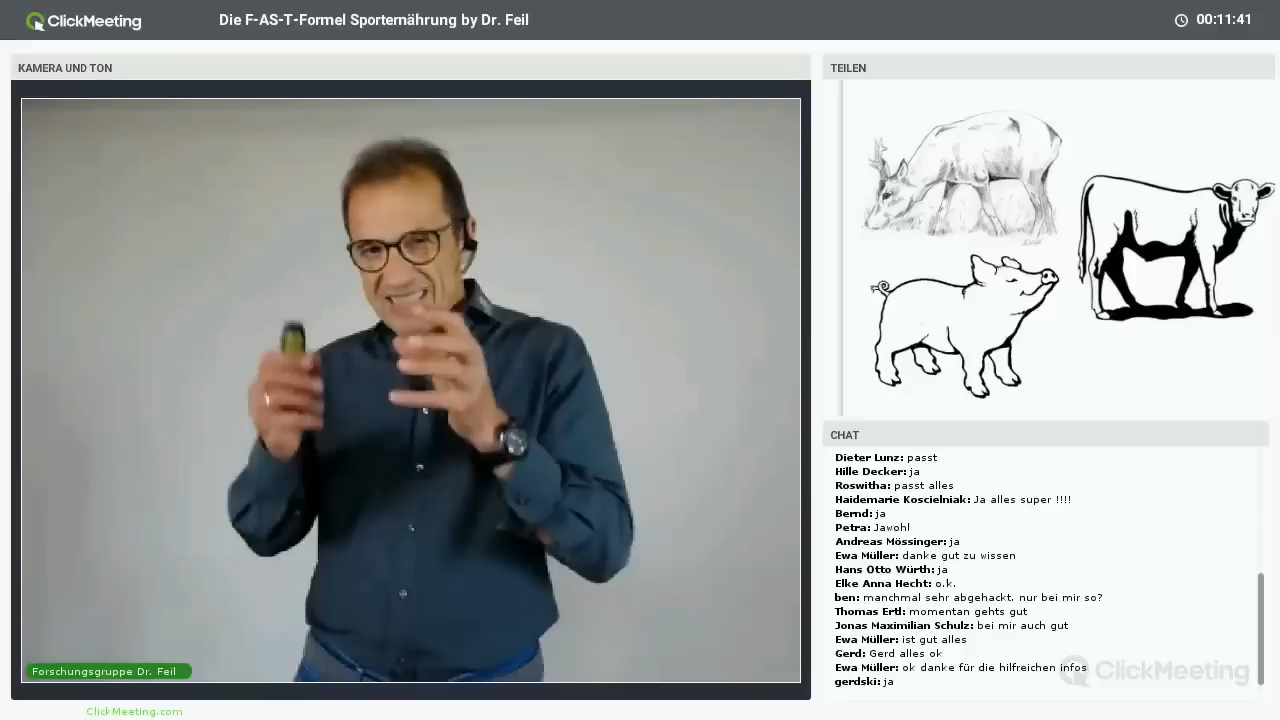 ClickMeeting
Die F-AS-T-Formel Sporternährung by Dr. Feil
00:11:41
KAMERA UND TON
TEILEN
Forschungsgruppe Dr. Feil
ClickMeeting.com
CHAT
Dieter Lunz: passt
Hille Decker: ja
Roswitha: passt alles
Haidemarie Koscielniak: Ja alles super !!!!
Bernd: ja
Petra: Jawohl
Andreas Mössinger: ja
Ewa Müller: danke gut zu wissen
Hans Otto Würth: ja
Elke Anna Hecht: o.k.
ben: manchmal sehr abgehackt. nur bei mir so?
Thomas Ertl: momentan gehts gut
Jonas Maximilian Schulz: bei mir auch gut
Ewa Müller: ist gut alles
Gerd: Gerd alles ok
Ewa Müller: ok danke für die hilfreichen infos
gerdski: ja
ClickMeeting